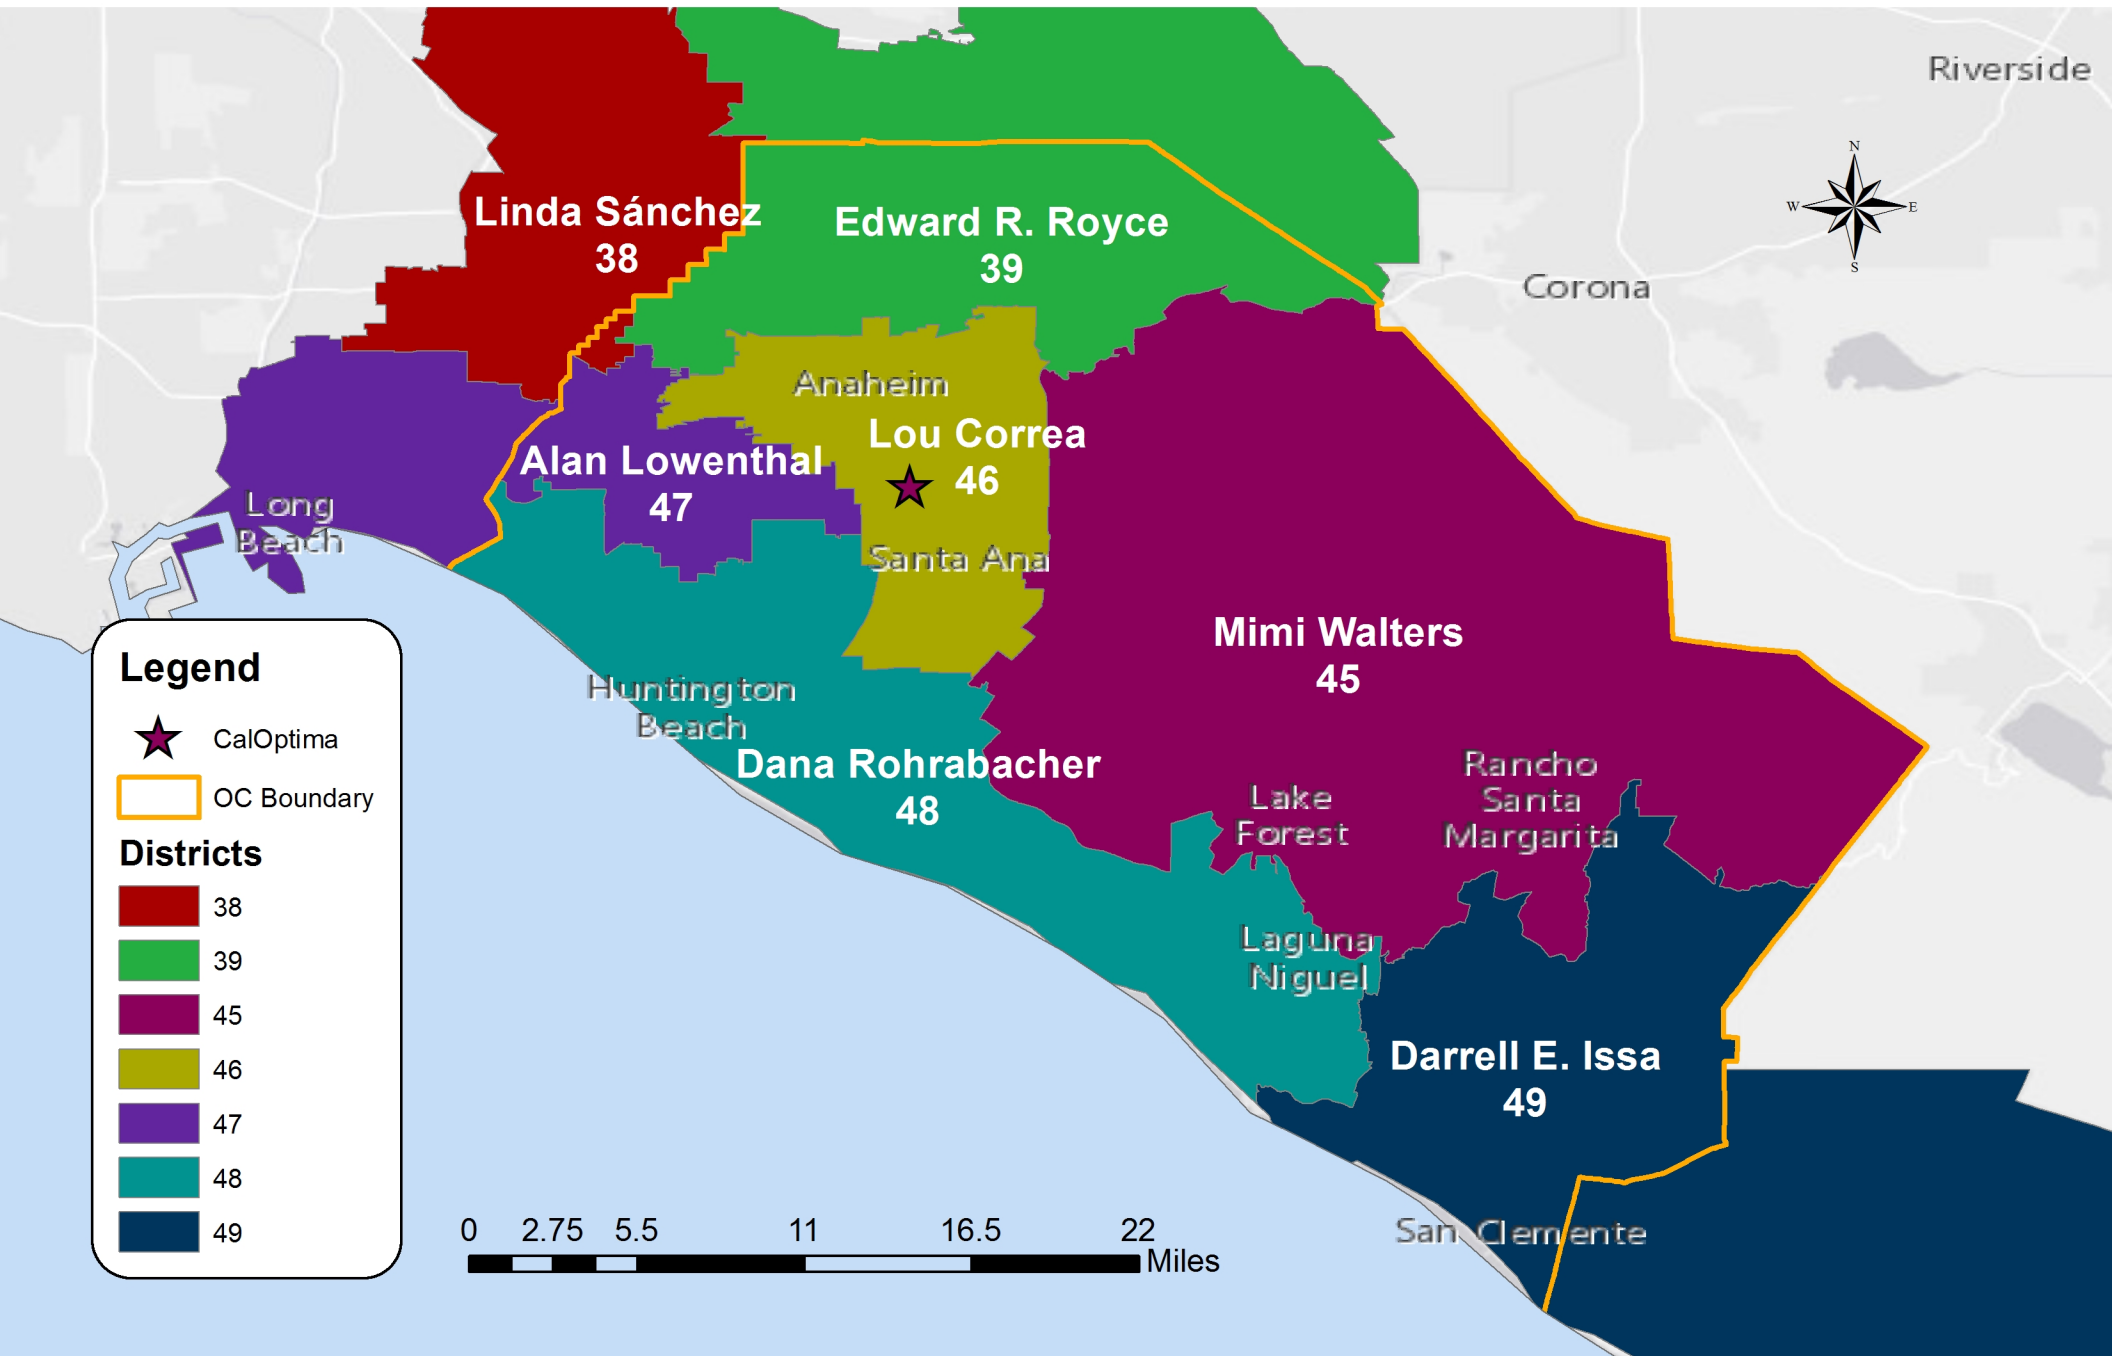 Riverside
N
W
E
S
Linda Sánchez
38
Edward R. Royce
39
Corona
Anaheim
Lou Correa
46
Alan Lowenthal
47
Long
Beach
Santa Ana
Mimi Walters
45
Huntington
Beach
Dana Rohrabacher
48
Lake
Forest
Rancho
Santa
Margarita
Laguna
Niguel
Darrell E. Issa
49
San Clemente
Legend
CalOptima
OC Boundary
Districts
38
39
45
46
47
48
49
0 2.75 5.5 11 16.5 22
Miles